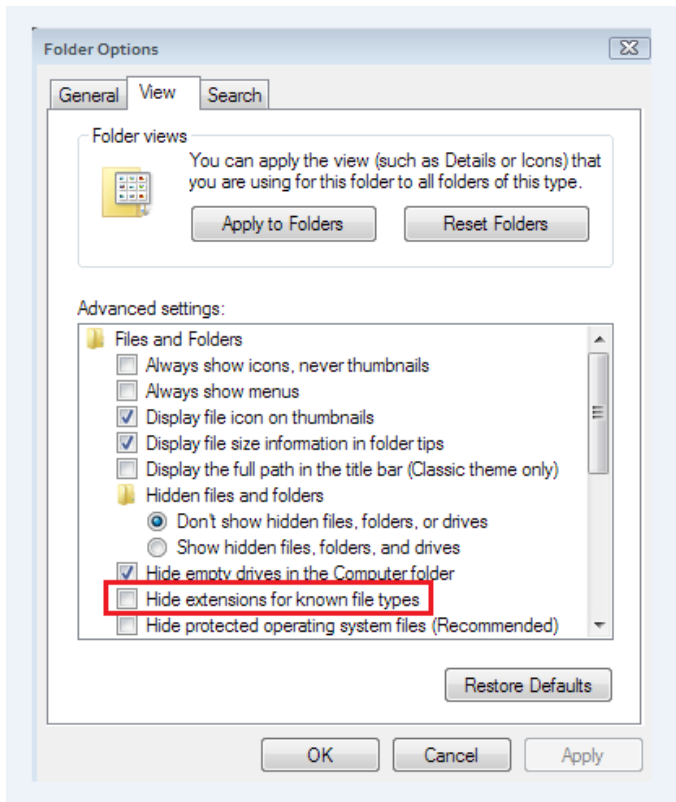 Folder Options
General View Search
Folder views
You can apply the view (such as Details or Icons) that
you are using for this folder to all folders of this type.
Apply to Folders Reset Folders
Advanced settings:
Files and Folders
Always show icons, never thumbnails
Always show menus
Display file icon on thumbnails
Display file size information in folder tips
Display the full path in the title bar (Classic theme only)
Hidden files and folders
Don't show hidden files, folders, or drives
Show hidden files, folders, and drives
Hide empty drives in the Computer folder
Hide extensions for known file types
Hide protected operating system files (Recommended)
Restore Defaults
OK Cancel Apply